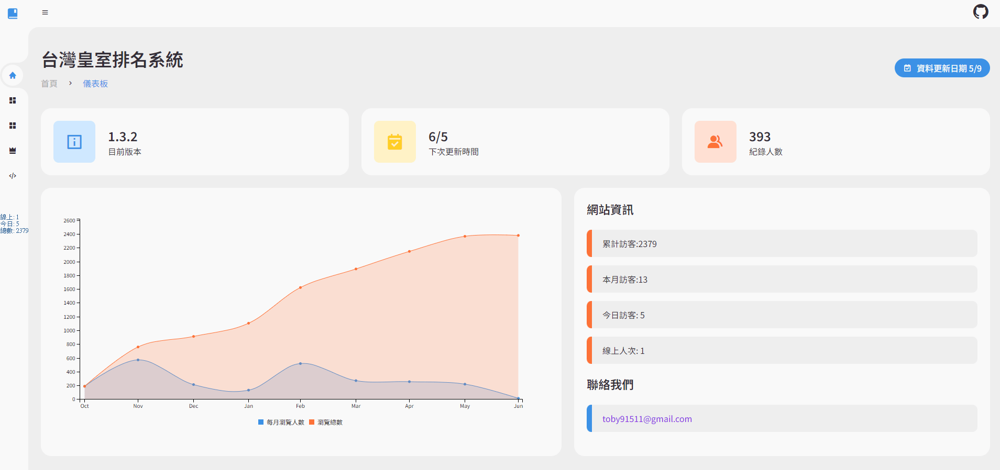 台灣皇室排名系統
首頁
儀表板
資料更新日期 5/9
1.3.2
目前版本
6/5
下次更新時間
393
紀錄人數
線上: 1
今日: 5
總數: 2379
2600
2400
2200
2000
1800
1600
1400
1200
1000
800
600
400
200
0
Oct Nov Dec Jan Feb Mar Apr May Jun
每月瀏覽人數 瀏覽總數
網站資訊
累計訪客:2379
本月訪客:13
今日訪客: 5
線上人次: 1
聯絡我們
toby91511@gmail.com